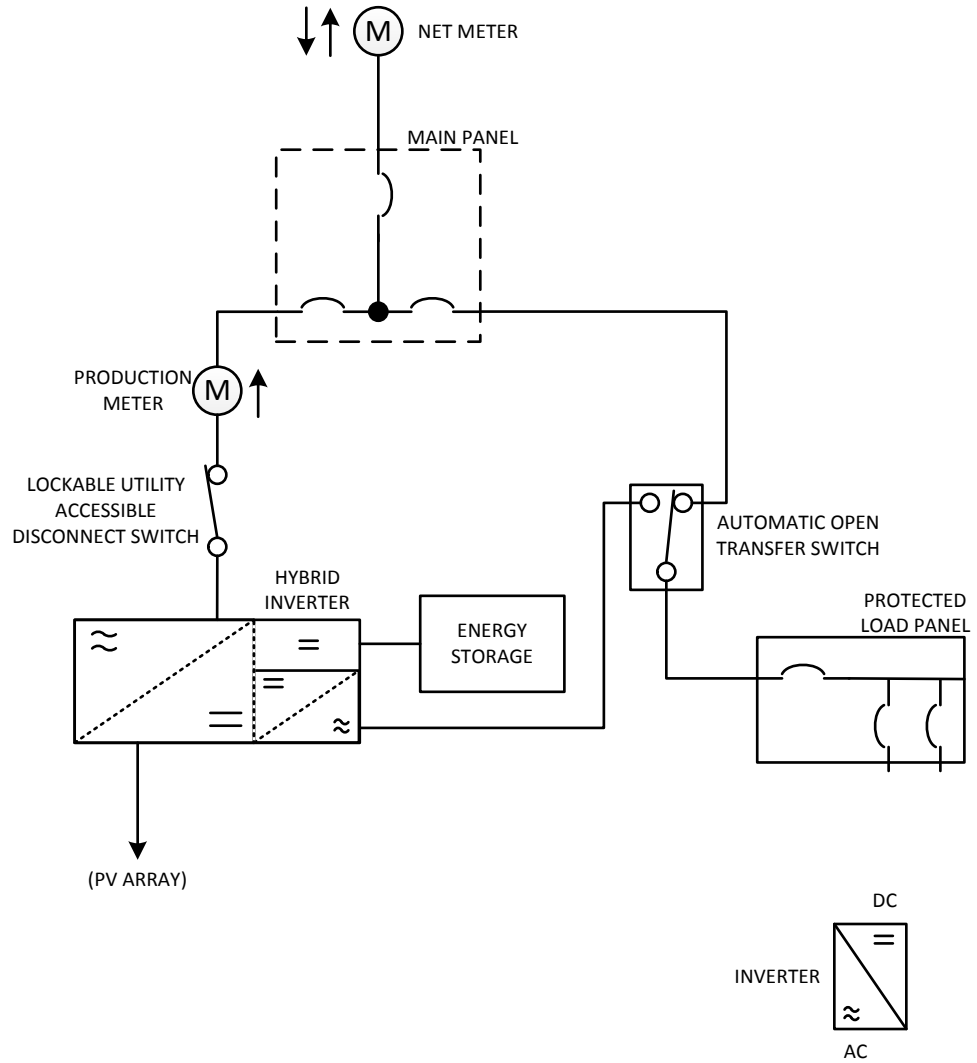 M
NET METER
MAIN PANEL
PRODUCTION
METER
M
LOCKABLE UTILITY
ACCESSIBLE
DISCONNECT SWITCH
AUTOMATIC OPEN
TRANSFER SWITCH
HYBRID
INVERTER
ENERGY
STORAGE
PROTECTED
LOAD PANEL
(PV ARRAY)
DC
INVERTER
AC